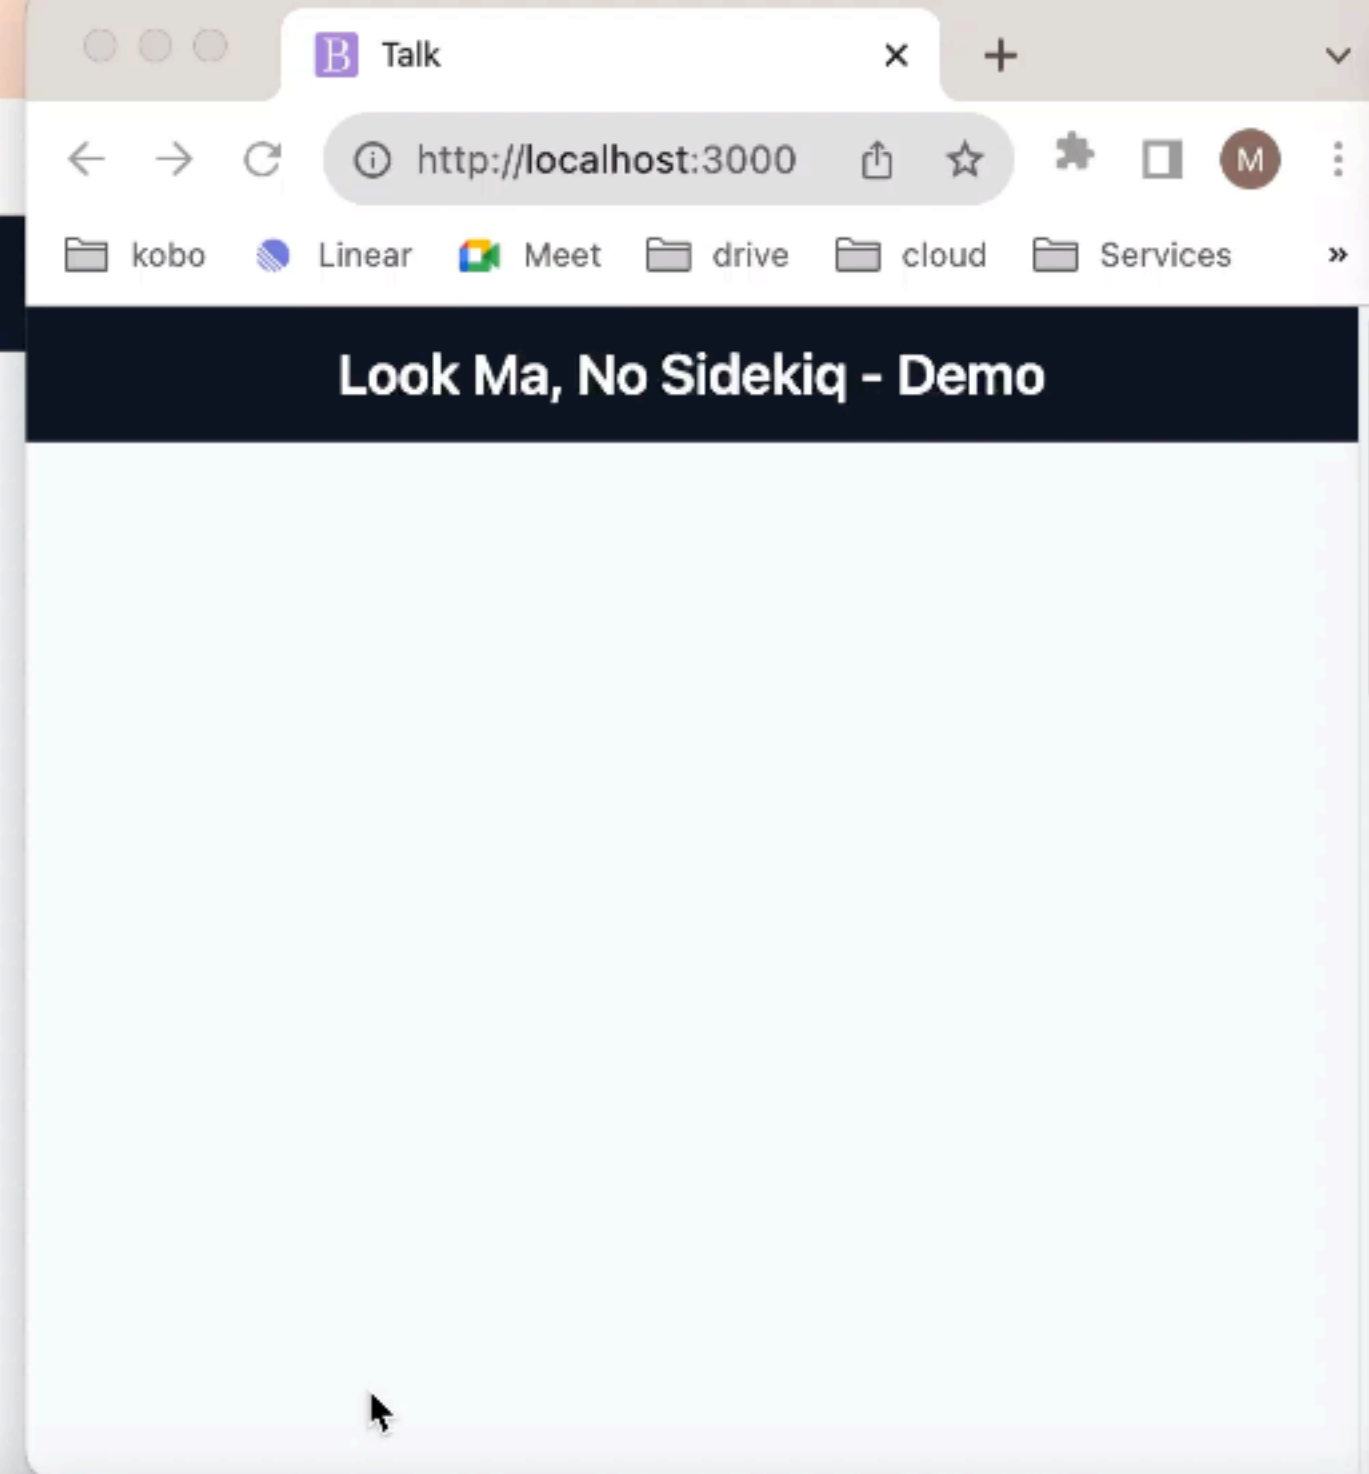 B Talk
http://localhost:3000 M
kobo Linear Meet drive cloud Services »
Look Ma, No Sidekiq - Demo